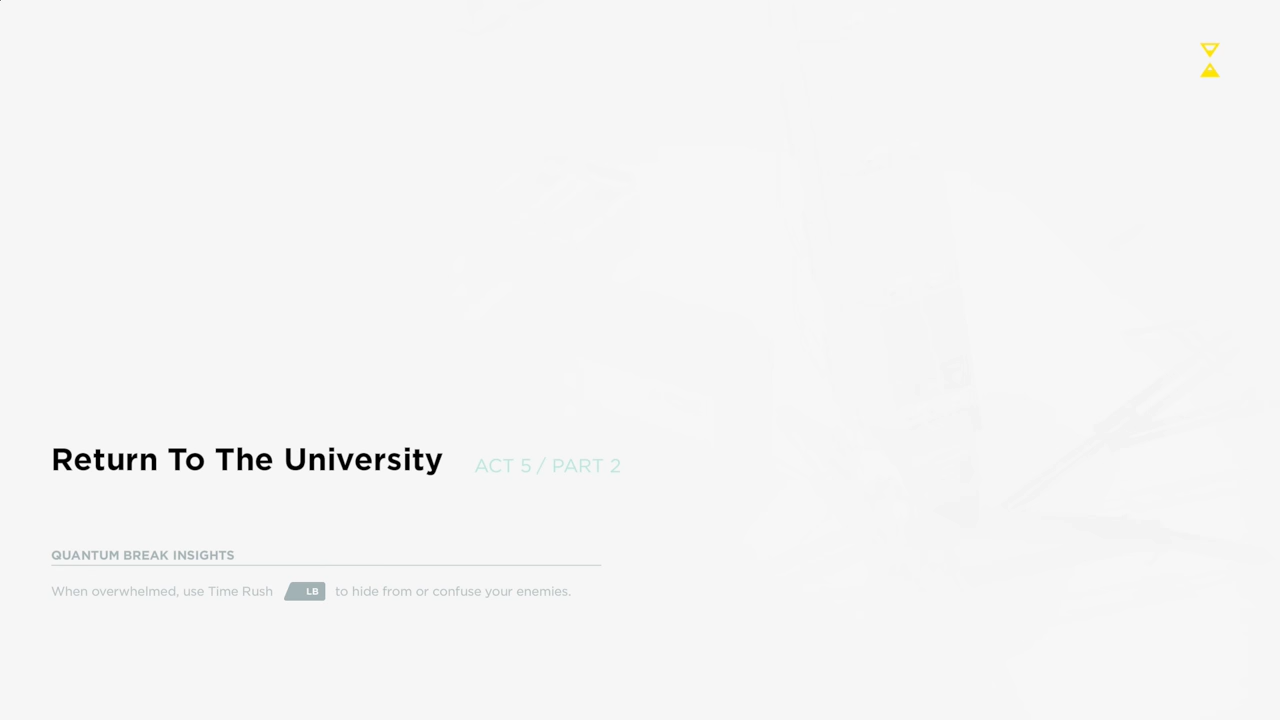 Return To The University ACT 5 / PART 2
QUANTUM BREAK INSIGHTS
When overwhelmed, use Time Rush LB to hide from or confuse your enemies.